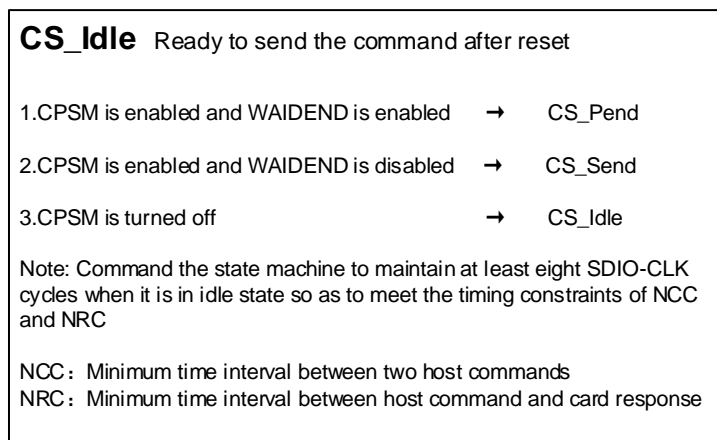 CS_Idle Ready to send the command after reset
1.CPSM is enabled and WAIDEND is enabled → CS_Pend
2.CPSM is enabled and WAIDEND is disabled → CS_Send
3.CPSM is turned off → CS_Idle
Note: Command the state machine to maintain at least eight SDIO-CLK
cycles when it is in idle state so as to meet the timing constraints of NCC
and NRC
NCC：Minimum time interval between two host commands
NRC：Minimum time interval between host command and card response